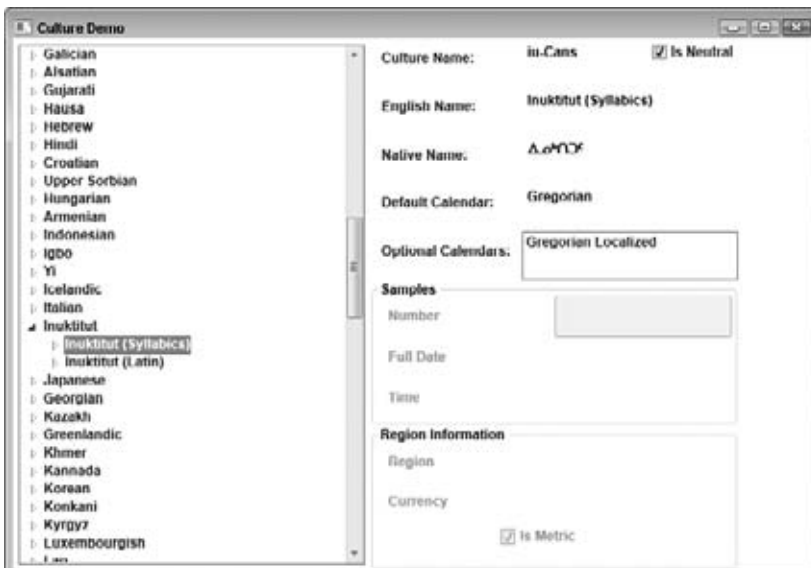 Culture Demo
Galician
Alsatian
Gujarati
Hausa
Hebrew
Hindi
Croatian
Upper Sorbian
Hungarian
Armenian
Indonesian
Igbo
Yi
Icelandic
Italian
Inuktitut
Inuktitut (Syllabics)
Inuktitut (Latin)
Japanese
Georgian
Kazakh
Greenlandic
Khmer
Kannada
Korean
Konkani
Kyrgyz
Luxembourgish
Lao
Culture Name: iu-Cans Is Neutral
English Name: Inuktitut (Syllabics)
Native Name: ᐃᓄᒃᑎᑐᑦ
Default Calendar: Gregorian
Optional Calendars: Gregorian Localized
Samples
Number
Full Date
Time
Region Information
Region
Currency
Is Metric